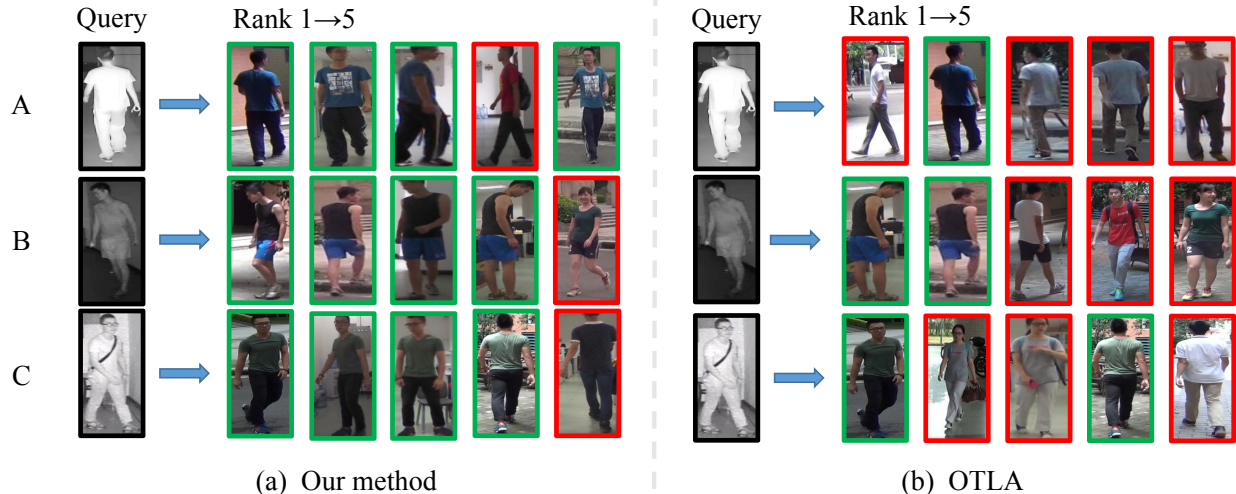 Query Rank 1→5
A
B
C
(a) Our method
Query Rank 1→5
(b) OTLA